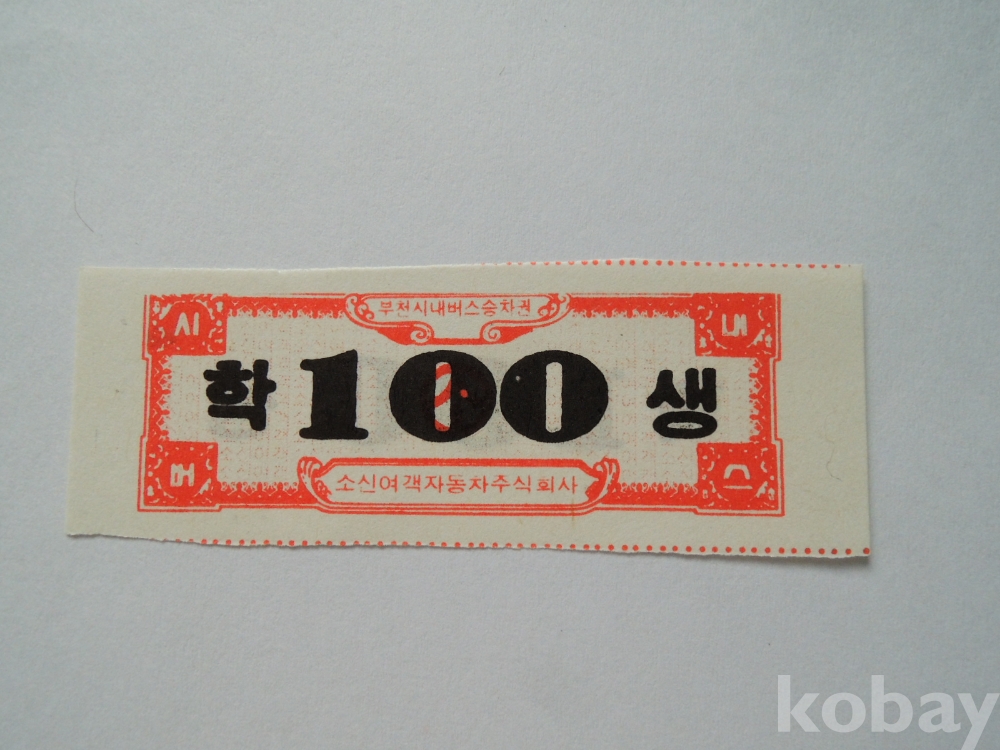 부천시내버스승차권
시 내
학 100 생
버 스
소신여객자동차주식회사
kobay